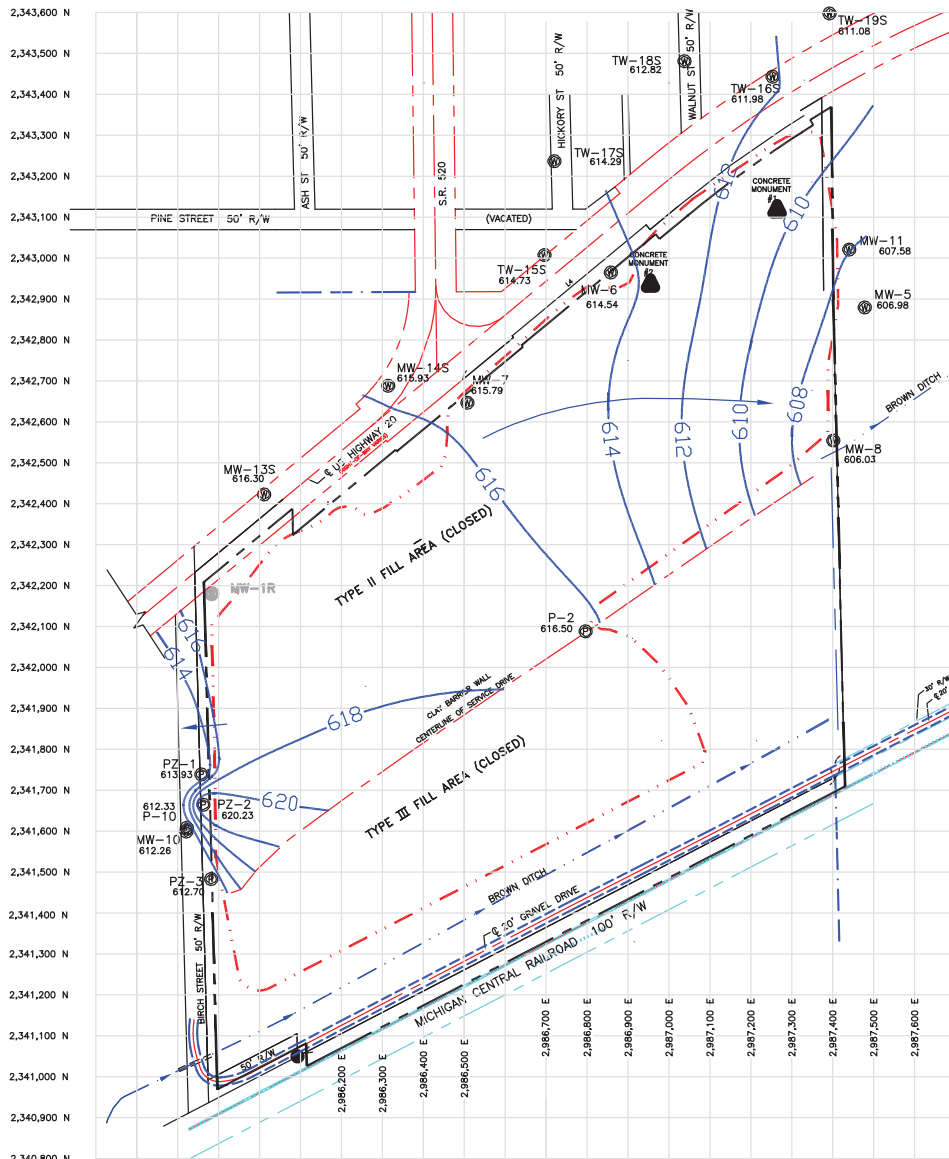 2,343,600 N
2,343,500 N
2,343,400 N
2,343,300 N
2,343,200 N
2,343,100 N
2,343,000 N
2,342,900 N
2,342,800 N
2,342,700 N
2,342,600 N
2,342,500 N
2,342,400 N
2,342,300 N
2,342,200 N
2,342,100 N
2,342,000 N
2,341,900 N
2,341,800 N
2,341,700 N
2,341,600 N
2,341,500 N
2,341,400 N
2,341,300 N
2,341,200 N
2,341,100 N
2,341,000 N
2,340,900 N
2,340,800 N
TW-19S
611.08
TW-18S
612.82
TW-16S
611.98
TW-17S
614.29
ASH ST 50' R/W
S.R. 520
HICKORY ST 50' R/W
WALNUT ST 50' R/W
PINE STREET 50' R/W
(VACATED)
CONCRETE
MONUMENT
#1
CONCRETE
MONUMENT
#2
TW-15S
614.73
MW-6
614.54
L4
MW-11
607.58
MW-5
606.98
MW-14S
615.93
MW-7
615.79
BROWN DITCH
MW-8
606.03
MW-13S
616.30
℄ US HIGHWAY 20
612
610
616
614
612
610
608
TYPE II FILL AREA (CLOSED)
MW-1R
P-2
616.50
616
614
618
CLAY BARRIER WALL
CENTERLINE OF SERVICE DRIVE
TYPE III FILL AREA (CLOSED)
PZ-1
613.93
612.33
P-10
PZ-2
620.23
620
MW-10
612.26
PZ-3
612.70
BROWN DITCH
℄ 20' GRAVEL DRIVE
MICHIGAN CENTRAL RAILROAD 100' R/W
BIRCH STREET 50' R/W
50' R/W
30' R/W
℄ 20'
2,986,200 E
2,986,300 E
2,986,400 E
2,986,500 E
2,986,700 E
2,986,800 E
2,986,900 E
2,987,000 E
2,987,100 E
2,987,200 E
2,987,300 E
2,987,400 E
2,987,500 E
2,987,600 E